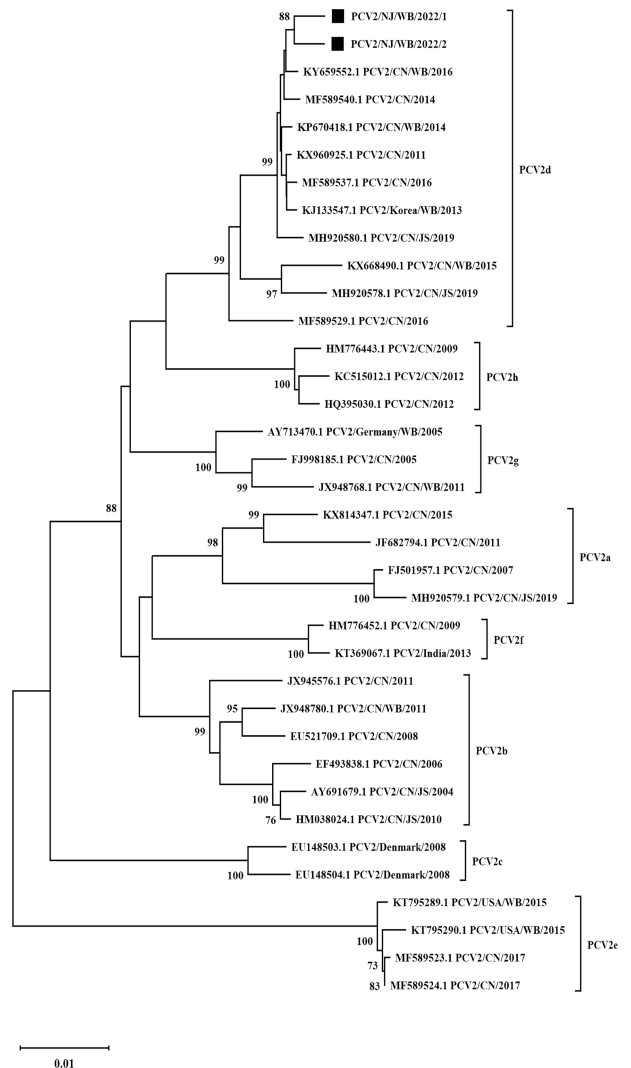 88
PCV2/NJ/WB/2022/1
PCV2/NJ/WB/2022/2
KY659552.1 PCV2/CN/WB/2016
MF589540.1 PCV2/CN/2014
KP670418.1 PCV2/CN/WB/2014
KX960925.1 PCV2/CN/2011
99
PCV2d
MF589537.1 PCV2/CN/2016
KJ133547.1 PCV2/Korea/WB/2013
MH920580.1 PCV2/CN/JS/2019
99
KX668490.1 PCV2/CN/WB/2015
97
MH920578.1 PCV2/CN/JS/2019
MF589529.1 PCV2/CN/2016
HM776443.1 PCV2/CN/2009
100
KC515012.1 PCV2/CN/2012
PCV2h
HQ395030.1 PCV2/CN/2012
AY713470.1 PCV2/Germany/WB/2005
100
FJ998185.1 PCV2/CN/2005
PCV2g
99
JX948768.1 PCV2/CN/WB/2011
88
99
KX814347.1 PCV2/CN/2015
98
JF682794.1 PCV2/CN/2011
PCV2a
FJ501957.1 PCV2/CN/2007
100
MH920579.1 PCV2/CN/JS/2019
HM776452.1 PCV2/CN/2009
PCV2f
100
KT369067.1 PCV2/India/2013
JX945576.1 PCV2/CN/2011
95
JX948780.1 PCV2/CN/WB/2011
99
EU521709.1 PCV2/CN/2008
PCV2b
EF493838.1 PCV2/CN/2006
100
AY691679.1 PCV2/CN/JS/2004
76
HM038024.1 PCV2/CN/JS/2010
EU148503.1 PCV2/Denmark/2008
PCV2c
100
EU148504.1 PCV2/Denmark/2008
KT795289.1 PCV2/USA/WB/2015
KT795290.1 PCV2/USA/WB/2015
100
PCV2e
MF589523.1 PCV2/CN/2017
73
83
MF589524.1 PCV2/CN/2017
0.01